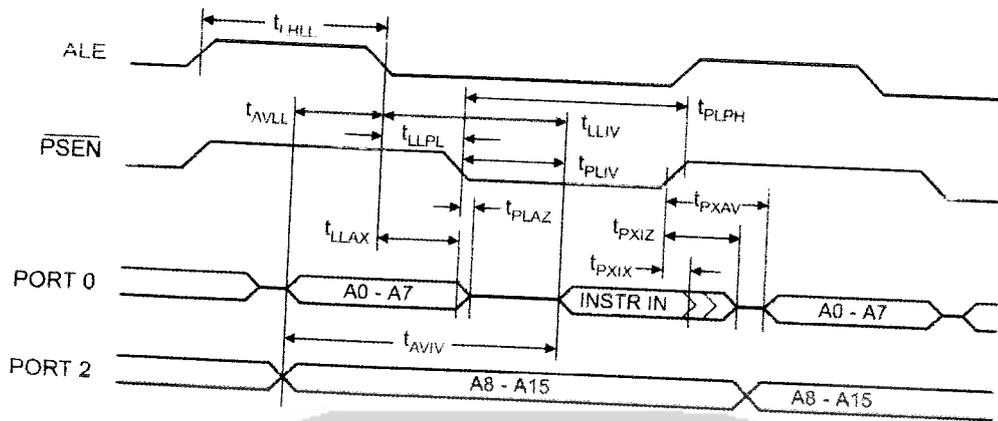 ALE
tLHLL
tAVLL
tLLPL
tLLIV
tPLPH
PSEN
tPLIV
tPLAZ
tPXAV
tLLAX
tPXIZ
tPXIX
PORT 0
A0 - A7
INSTR IN
A0 - A7
tAVIV
PORT 2
A8 - A15
A8 - A15